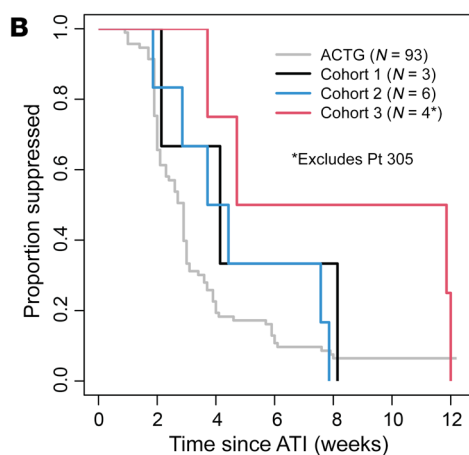 B
ACTG (N = 93)
Cohort 1 (N = 3)
Cohort 2 (N = 6)
Cohort 3 (N = 4*)
*Excludes Pt 305
Proportion suppressed
1.0
0.8
0.6
0.4
0.2
0.0
0 2 4 6 8 10 12
Time since ATI (weeks)